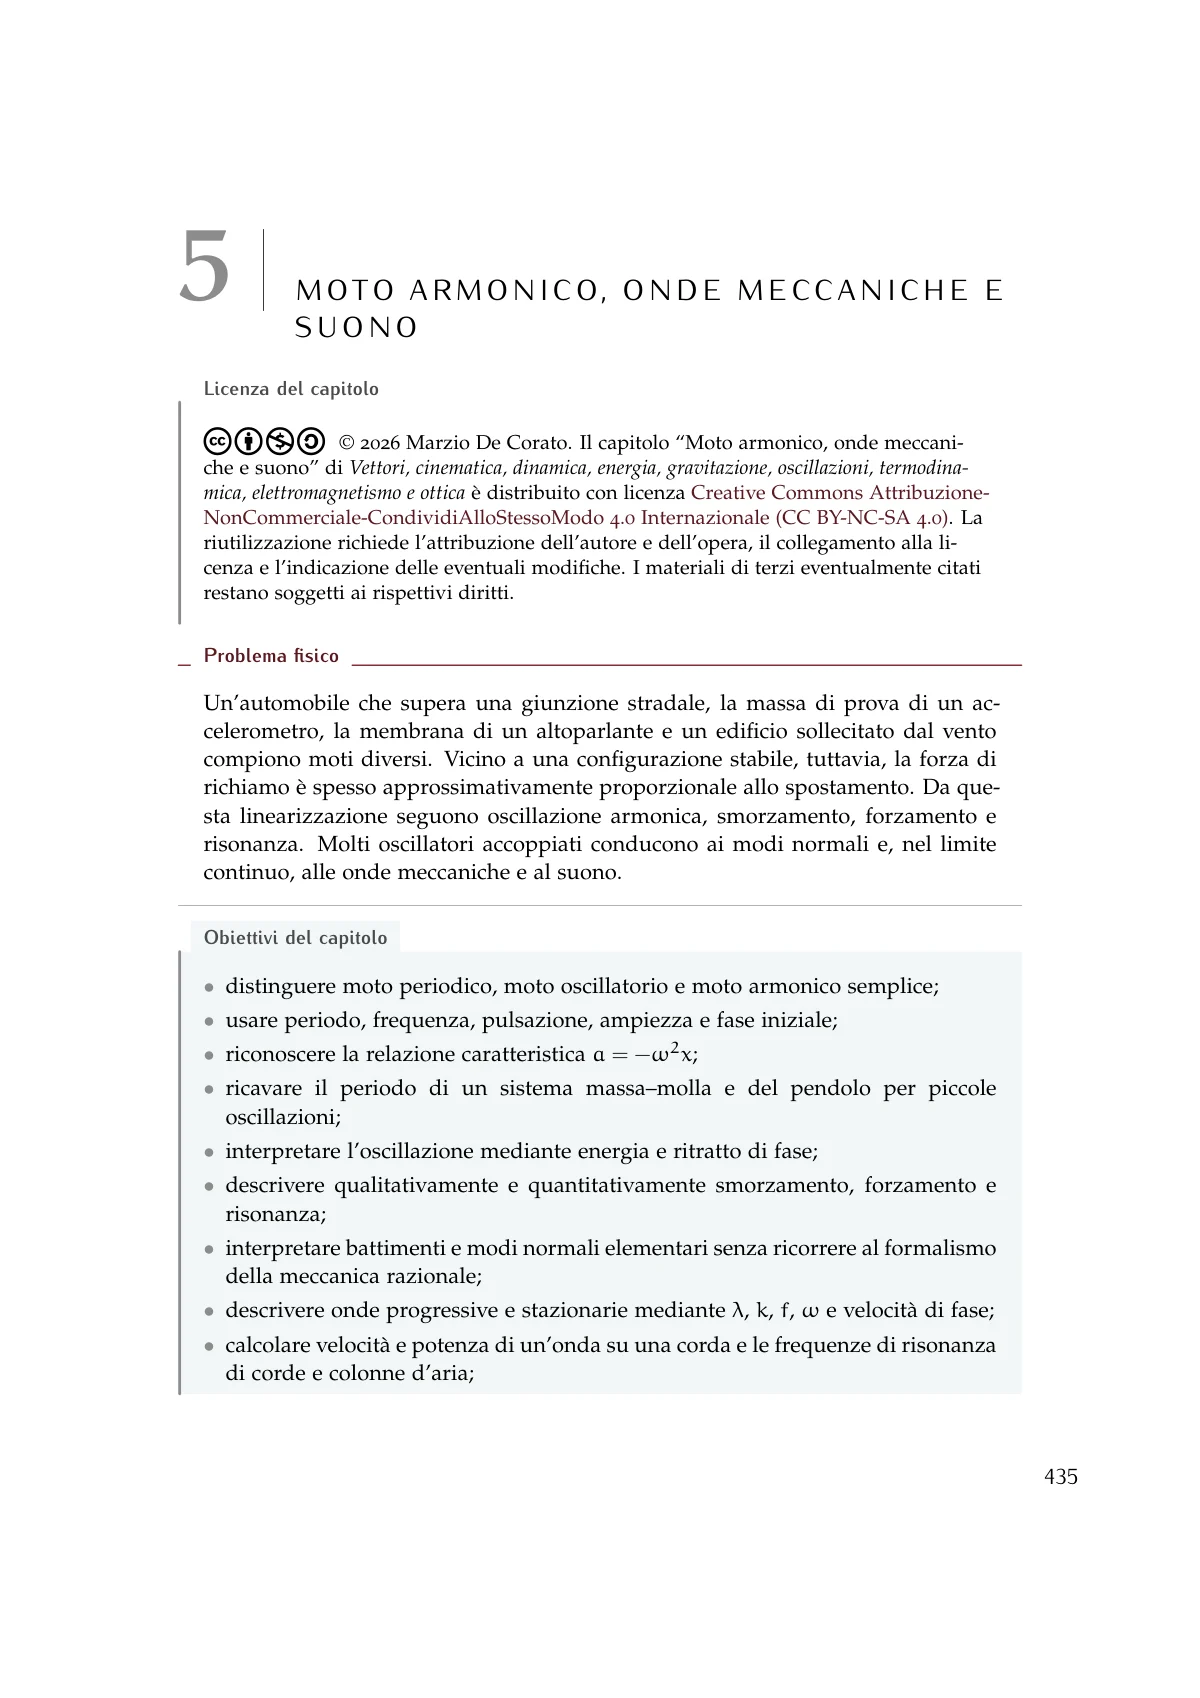 5
MOTO ARMONICO, ONDE MECCANICHE E
SUONO
Licenza del capitolo
© 2026 Marzio De Corato. Il capitolo “Moto armonico, onde meccani-
che e suono” di Vettori, cinematica, dinamica, energia, gravitazione, oscillazioni, termodina-
mica, elettromagnetismo e ottica è distribuito con licenza Creative Commons Attribuzione-
NonCommerciale-CondividiAlloStessoModo 4.0 Internazionale (CC BY-NC-SA 4.0). La
riutilizzazione richiede l’attribuzione dell’autore e dell’opera, il collegamento alla li-
cenza e l’indicazione delle eventuali modifiche. I materiali di terzi eventualmente citati
restano soggetti ai rispettivi diritti.
Problema fisico
Un’automobile che supera una giunzione stradale, la massa di prova di un ac-
celerometro, la membrana di un altoparlante e un edificio sollecitato dal vento
compiono moti diversi. Vicino a una configurazione stabile, tuttavia, la forza di
richiamo è spesso approssimativamente proporzionale allo spostamento. Da que-
sta linearizzazione seguono oscillazione armonica, smorzamento, forzamento e
risonanza. Molti oscillatori accoppiati conducono ai modi normali e, nel limite
continuo, alle onde meccaniche e al suono.
Obiettivi del capitolo
• distinguere moto periodico, moto oscillatorio e moto armonico semplice;
• usare periodo, frequenza, pulsazione, ampiezza e fase iniziale;
• riconoscere la relazione caratteristica a = −ω²x;
• ricavare il periodo di un sistema massa–molla e del pendolo per piccole
oscillazioni;
• interpretare l’oscillazione mediante energia e ritratto di fase;
• descrivere qualitativamente e quantitativamente smorzamento, forzamento e
risonanza;
• interpretare battimenti e modi normali elementari senza ricorrere al formalismo
della meccanica razionale;
• descrivere onde progressive e stazionarie mediante λ, k, f, ω e velocità di fase;
• calcolare velocità e potenza di un’onda su una corda e le frequenze di risonanza
di corde e colonne d’aria;
435